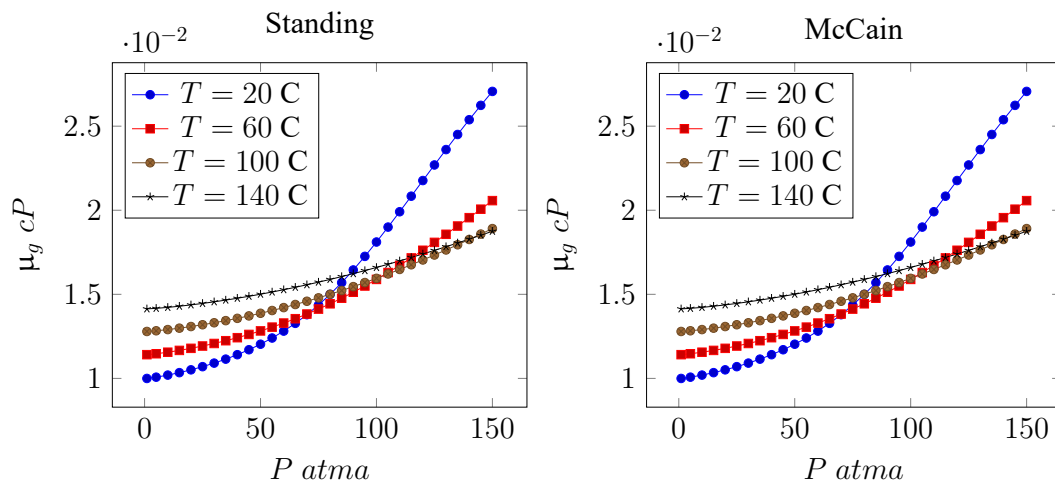 Standing
·10⁻²
T = 20 C
T = 60 C
T = 100 C
T = 140 C
2.5
2
1.5
1
μg cP
0
50
100
150
P atma
McCain
·10⁻²
T = 20 C
T = 60 C
T = 100 C
T = 140 C
2.5
2
1.5
1
μg cP
0
50
100
150
P atma